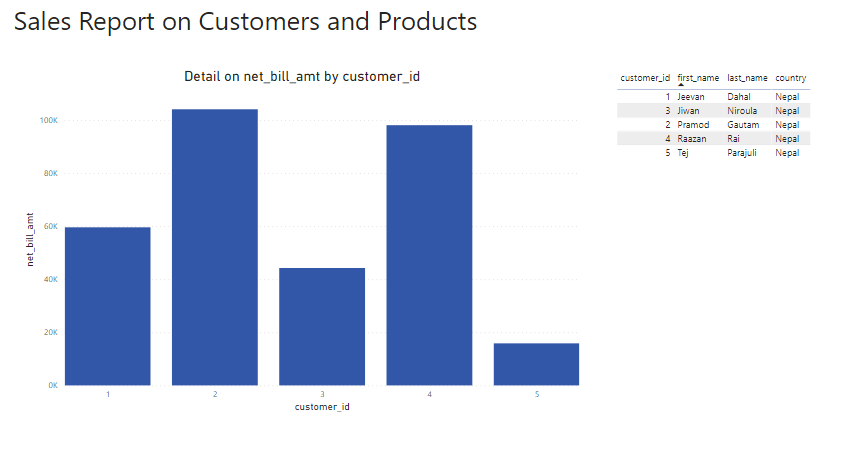 Sales Report on Customers and Products
Detail on net_bill_amt by customer_id
100K
80K
60K
40K
20K
0K
net_bill_amt
1 2 3 4 5
customer_id
customer_id first_name last_name country
1 Jeevan Dahal Nepal
3 Jiwan Niroula Nepal
2 Pramod Gautam Nepal
4 Raazan Rai Nepal
5 Tej Parajuli Nepal